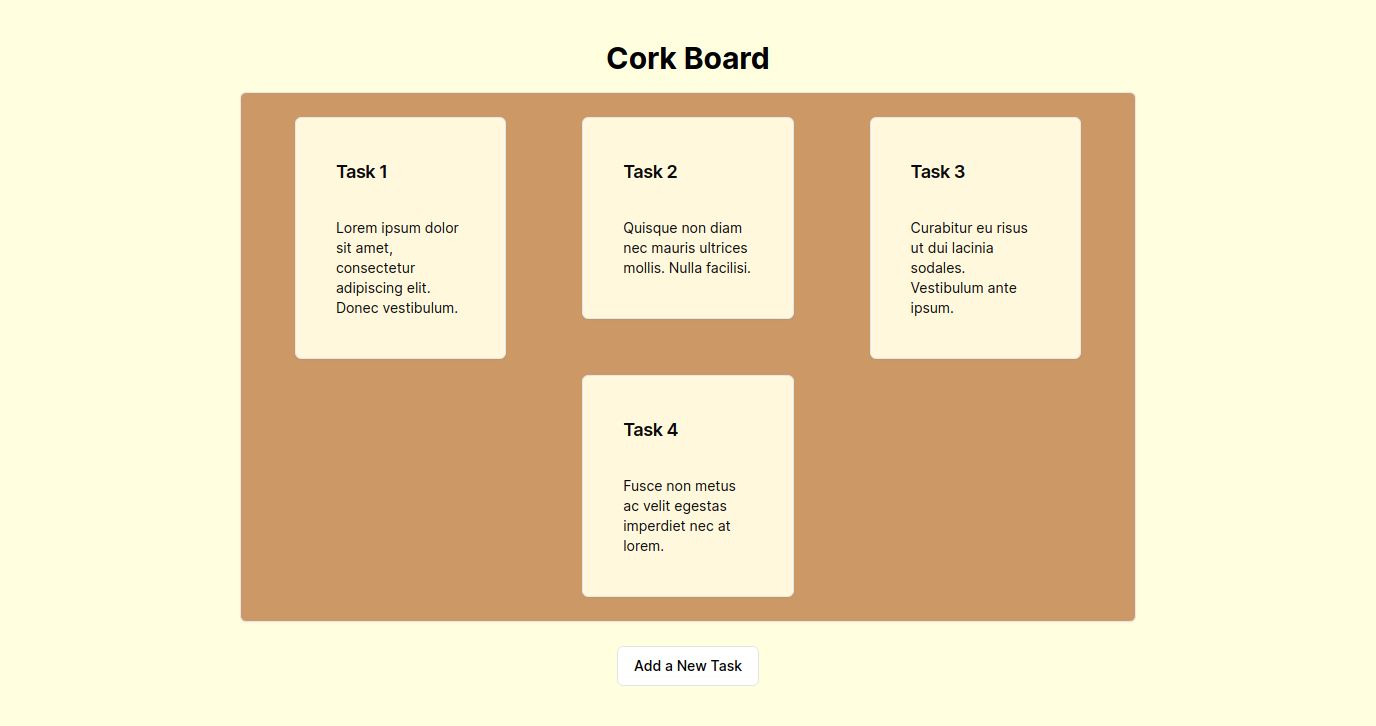 Cork Board
Task 1
Lorem ipsum dolor
sit amet,
consectetur
adipiscing elit.
Donec vestibulum.
Task 2
Quisque non diam
nec mauris ultrices
mollis. Nulla facilisi.
Task 3
Curabitur eu risus
ut dui lacinia
sodales.
Vestibulum ante
ipsum.
Task 4
Fusce non metus
ac velit egestas
imperdiet nec at
lorem.
Add a New Task